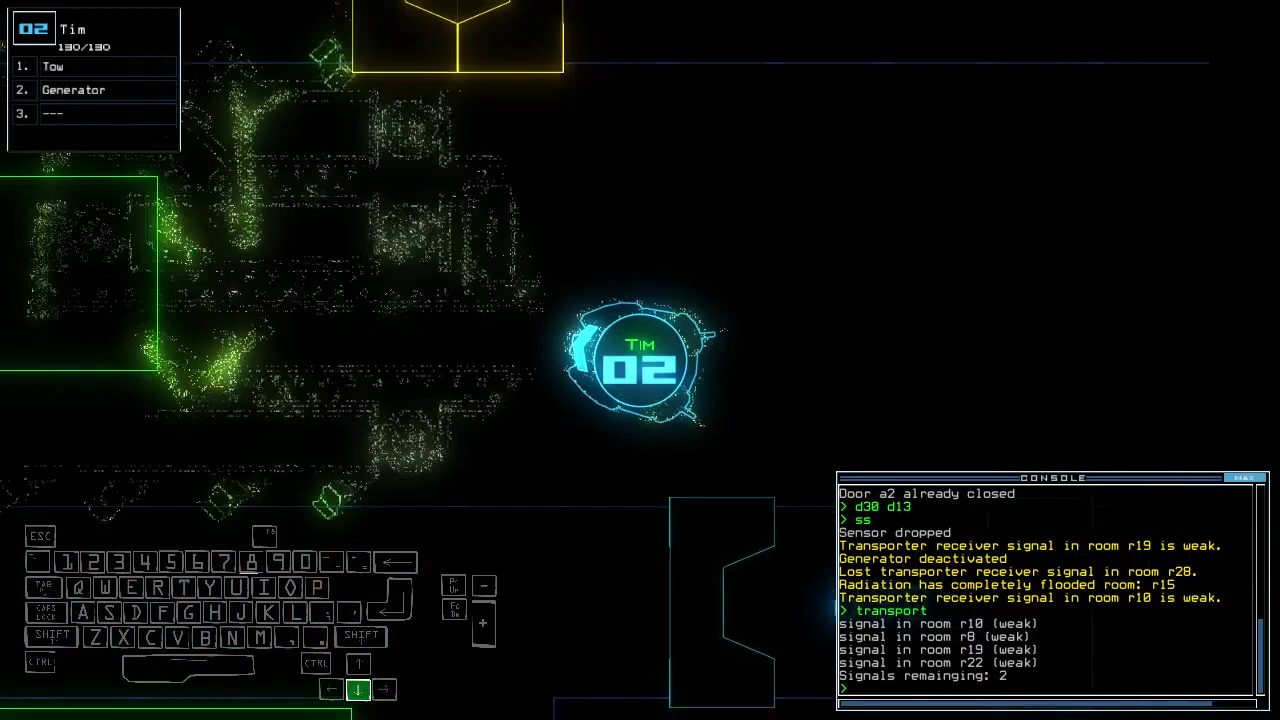 02 Tim
130/130
1. Tow
2. Generator
3. ---
Tim
02
CONSOLE MAX
Door a2 already closed
> d30 d13
> ss
Sensor dropped
Transporter receiver signal in room r19 is weak.
Generator deactivated
Lost transporter receiver signal in room r28.
Radiation has completely flooded room: r15
Transporter receiver signal in room r10 is weak.
> transport
signal in room r10 (weak)
signal in room r8 (weak)
signal in room r19 (weak)
signal in room r22 (weak)
Signals remainging: 2
>
ESC
1 2 3 4 5 6 7 8 9 0 - ←
TAB Q W E R T Y U I O P
CAPS LOCK A S D F G H J K L ; '
SHIFT Z X C V B N M , . SHIFT
CTRL CTRL ↑
← ↓ →
- 
+